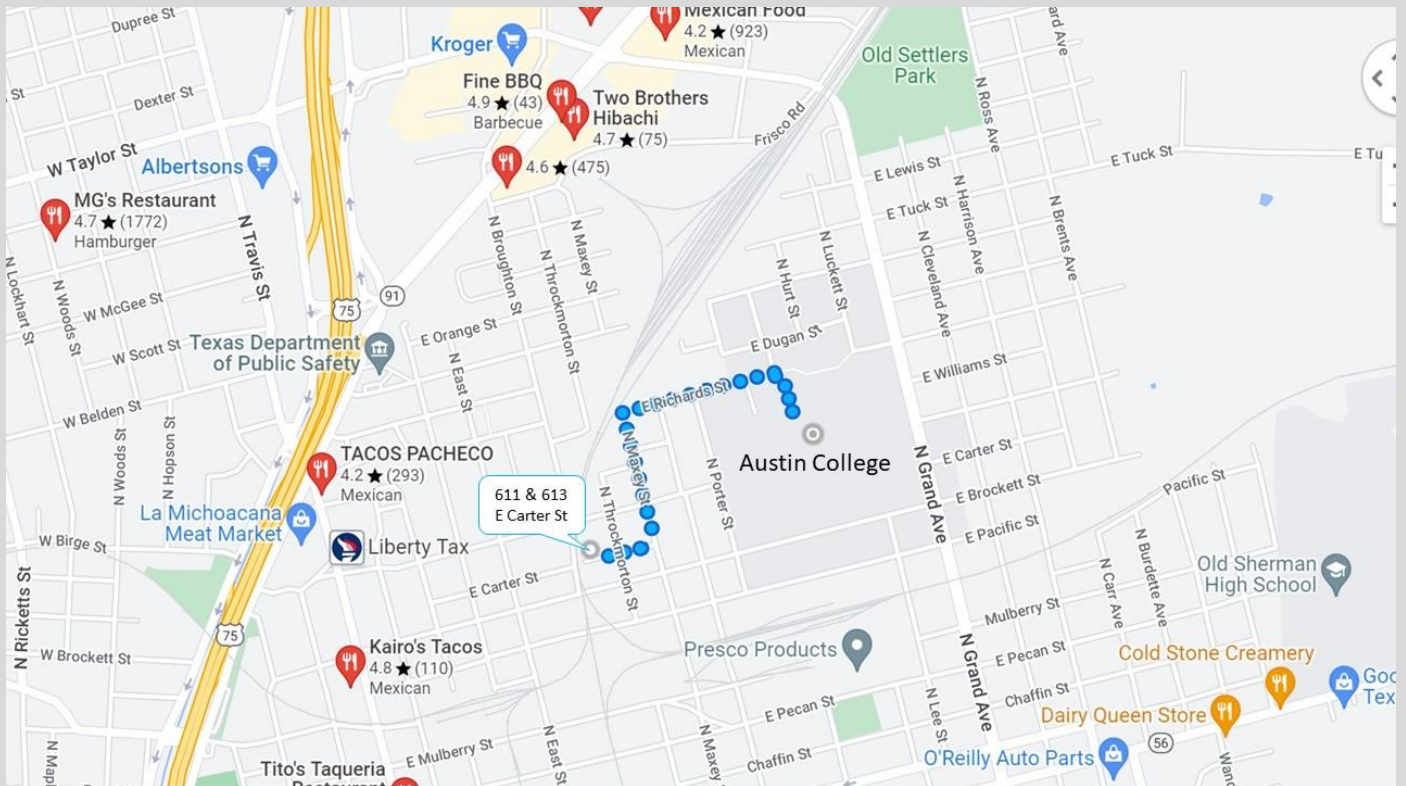 Dupree St
Mexican Food
4.2 ★ (923)
Mexican
Kroger
Old Settlers
Park
St
Dexter St
Fine BBQ
4.9 ★ (43)
Barbecue
Two Brothers
Hibachi
4.7 ★ (75)
Frisco Rd
N Ross Ave
ard Ave
W Taylor St
Albertsons
4.6 ★ (475)
E Lewis St
E Tuck St
E Tu
MG's Restaurant
4.7 ★ (1772)
Hamburger
N Travis St
N Broughton St
N Throckmorton St
N Maxey St
E Tuck St
N Harrison Ave
N Cleveland Ave
N Brents Ave
N Luckett St
N Hurt St
N Lockhart St
N Woods St
W McGee St
75
91
W Scott St
Texas Department
of Public Safety
E Orange St
N East St
E Dugan St
E Williams St
W Belden St
N Woods St
N Hopson St
E Richards St
N Maxey St
Austin College
N Porter St
N Grand Ave
E Carter St
TACOS PACHECO
4.2 ★ (293)
Mexican
611 & 613
E Carter St
N Throckmorton St
E Brockett St
Pacific St
La Michoacana
Meat Market
W Birge St
Liberty Tax
E Pacific St
N Burdette Ave
N Carr Ave
Old Sherman
High School
E Carter St
N Ricketts St
75
Mulberry St
W Brockett St
Kairo's Tacos
4.8 ★ (110)
Mexican
Presco Products
N Grand Ave
E Pecan St
Cold Stone Creamery
Goo
Tex
Chaffin St
Dairy Queen Store
E Pecan St
N Lee St
56
N Map
E Mulberry St
N East St
N Maxey
Chaffin St
O'Reilly Auto Parts
Wand
Tito's Taqueria
Restaurant